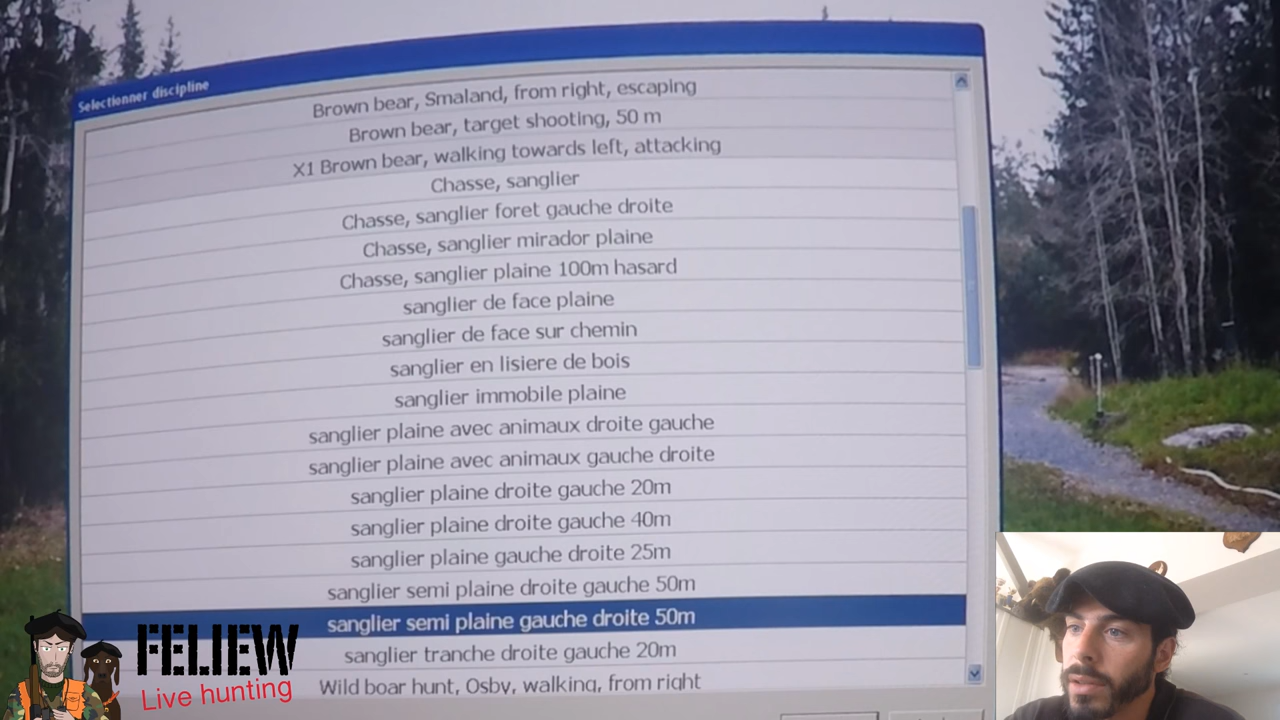 Selectionner discipline
Brown bear, Smaland, from right, escaping
Brown bear, target shooting, 50 m
X1 Brown bear, walking towards left, attacking
Chasse, sanglier
Chasse, sanglier foret gauche droite
Chasse, sanglier mirador plaine
Chasse, sanglier plaine 100m hasard
sanglier de face plaine
sanglier de face sur chemin
sanglier en lisiere de bois
sanglier immobile plaine
sanglier plaine avec animaux droite gauche
sanglier plaine avec animaux gauche droite
sanglier plaine droite gauche 20m
sanglier plaine droite gauche 40m
sanglier plaine gauche droite 25m
sanglier semi plaine droite gauche 50m
sanglier semi plaine gauche droite 50m
sanglier tranche droite gauche 20m
Wild boar hunt, Osby, walking, from right
FELIEW
Live hunting